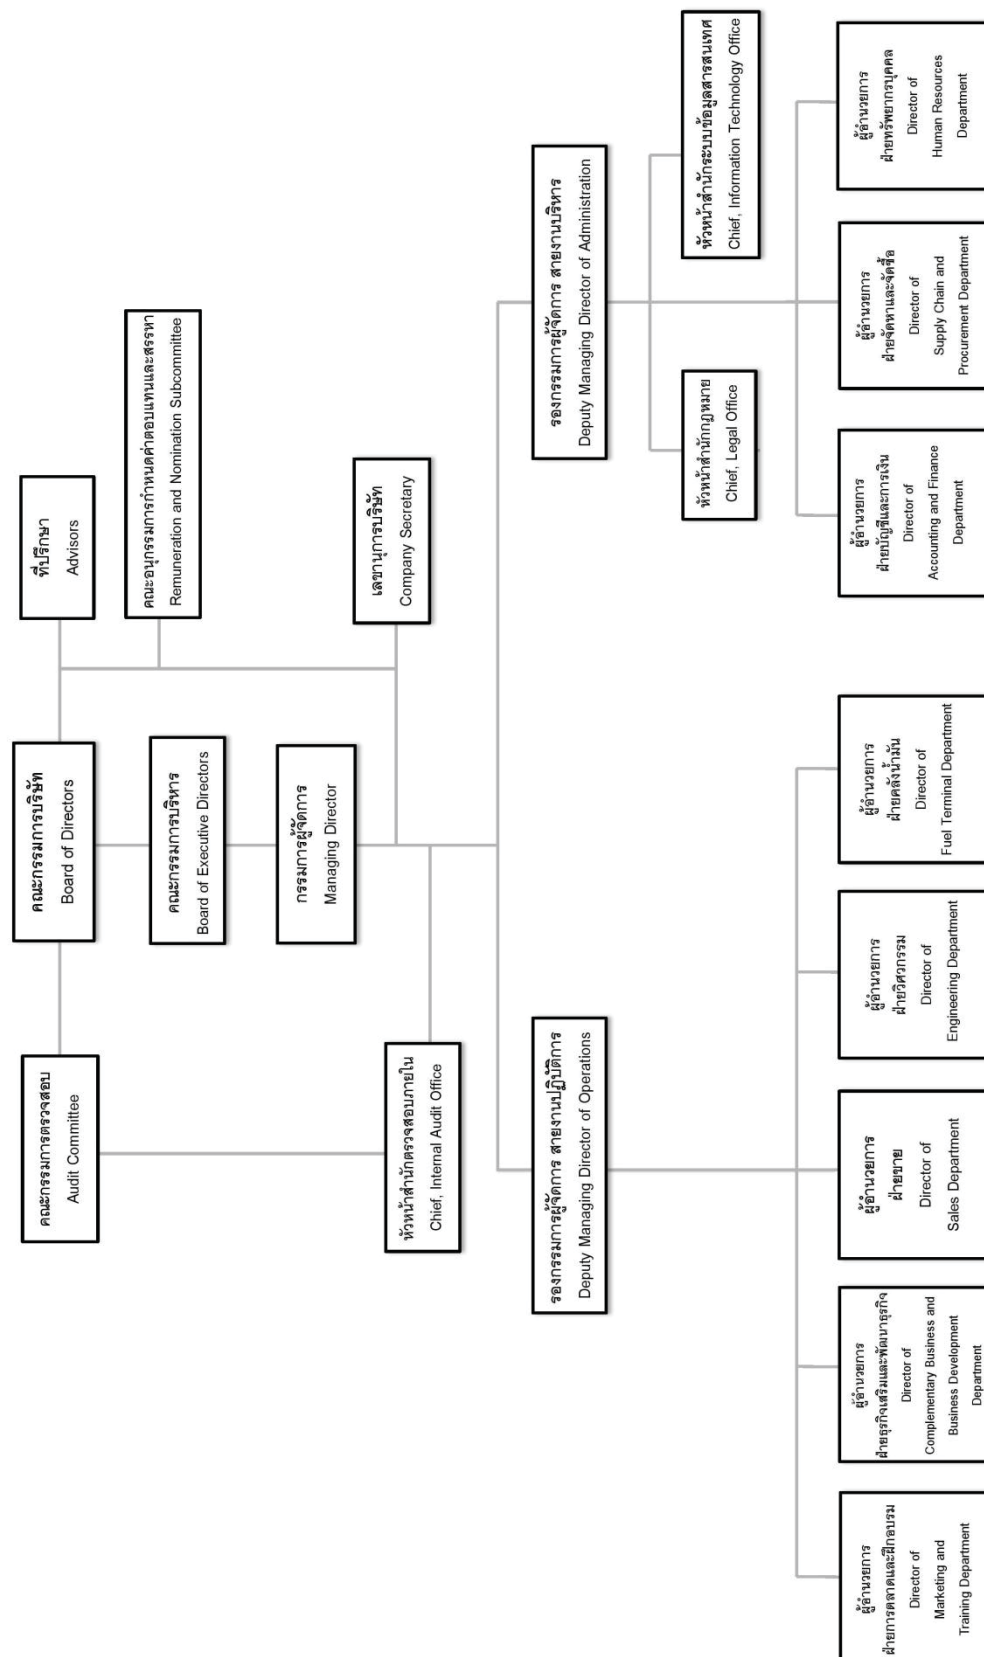 คณะกรรมการบริษัท
Board of Directors
ที่ปรึกษา
Advisors
คณะกรรมการตรวจสอบ
Audit Committee
คณะอนุกรรมการกำหนดค่าตอบแทนและสรรหา
Remuneration and Nomination Subcommittee
คณะกรรมการบริหาร
Board of Executive Directors
กรรมการผู้จัดการ
Managing Director
เลขานุการบริษัท
Company Secretary
หัวหน้าสำนักตรวจสอบภายใน
Chief, Internal Audit Office
รองกรรมการผู้จัดการ สายงานปฏิบัติการ
Deputy Managing Director of Operations
รองกรรมการผู้จัดการ สายงานบริหาร
Deputy Managing Director of Administration
หัวหน้าสำนักกฎหมาย
Chief, Legal Office
หัวหน้าสำนักระบบข้อมูลสารสนเทศ
Chief, Information Technology Office
ผู้อำนวยการ
ฝ่ายการตลาดและฝึกอบรม
Director of
Marketing and
Training Department
ผู้อำนวยการ
ฝ่ายธุรกิจเสริมและพัฒนาธุรกิจ
Director of
Complementary Business and
Business Development
Department
ผู้อำนวยการ
ฝ่ายขาย
Director of
Sales Department
ผู้อำนวยการ
ฝ่ายวิศวกรรม
Director of
Engineering Department
ผู้อำนวยการ
ฝ่ายคลังน้ำมัน
Director of
Fuel Terminal Department
ผู้อำนวยการ
ฝ่ายบัญชีและการเงิน
Director of
Accounting and Finance
Department
ผู้อำนวยการ
ฝ่ายจัดหาและจัดซื้อ
Director of
Supply Chain and
Procurement Department
ผู้อำนวยการ
ฝ่ายทรัพยากรบุคคล
Director of
Human Resources
Department